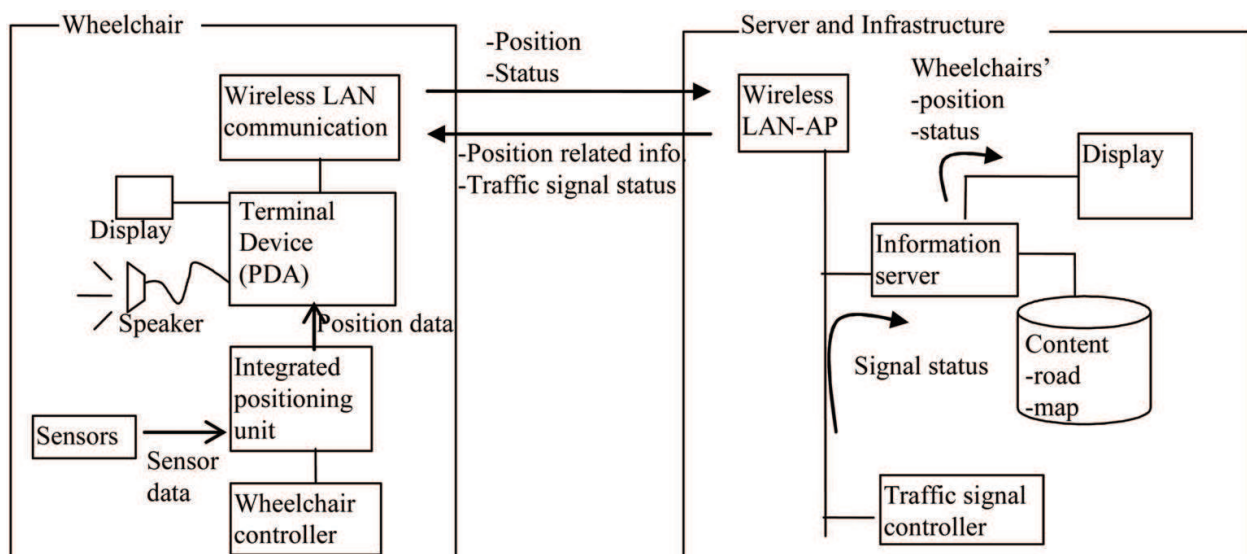 Wheelchair
Wireless LAN
communication
Display
Terminal
Device
(PDA)
Speaker
Position data
Integrated
positioning
unit
Sensors
Sensor
data
Wheelchair
controller
-Position
-Status
-Position related info.
-Traffic signal status
Server and Infrastructure
Wireless
LAN-AP
Wheelchairs’
-position
-status
Display
Information
server
Signal status
Content
-road
-map
Traffic signal
controller